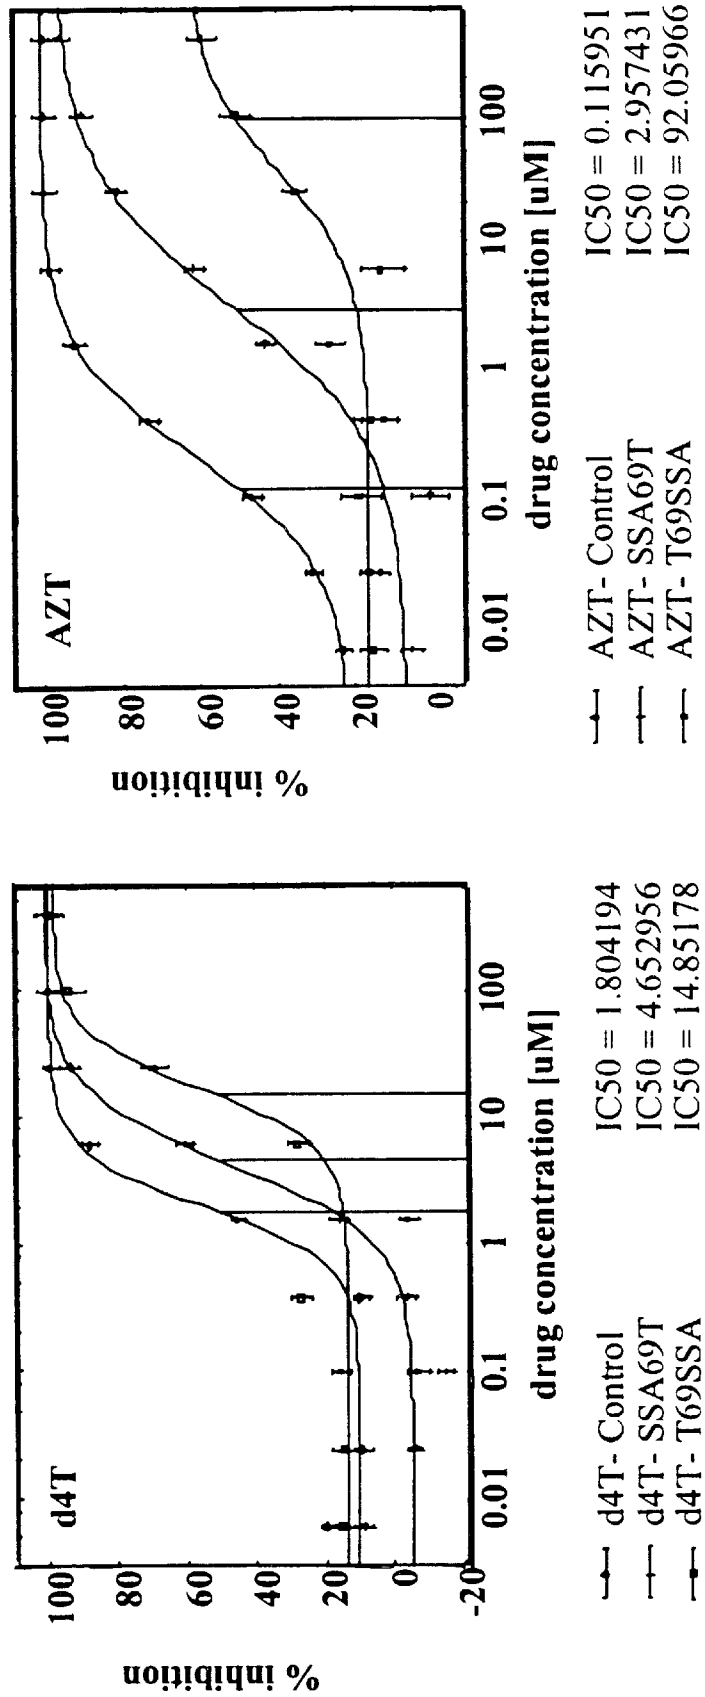 d4T
% inhibition
100
80
60
40
20
0
-20
0.01
0.1
1
10
100
drug concentration [uM]
d4T- Control IC50 = 1.804194
d4T- SSA69T IC50 = 4.652956
d4T- T69SSA IC50 = 14.85178
AZT
% inhibition
100
80
60
40
20
0
0.01
0.1
1
10
100
drug concentration [uM]
AZT- Control IC50 = 0.115951
AZT- SSA69T IC50 = 2.957431
AZT- T69SSA IC50 = 92.05966